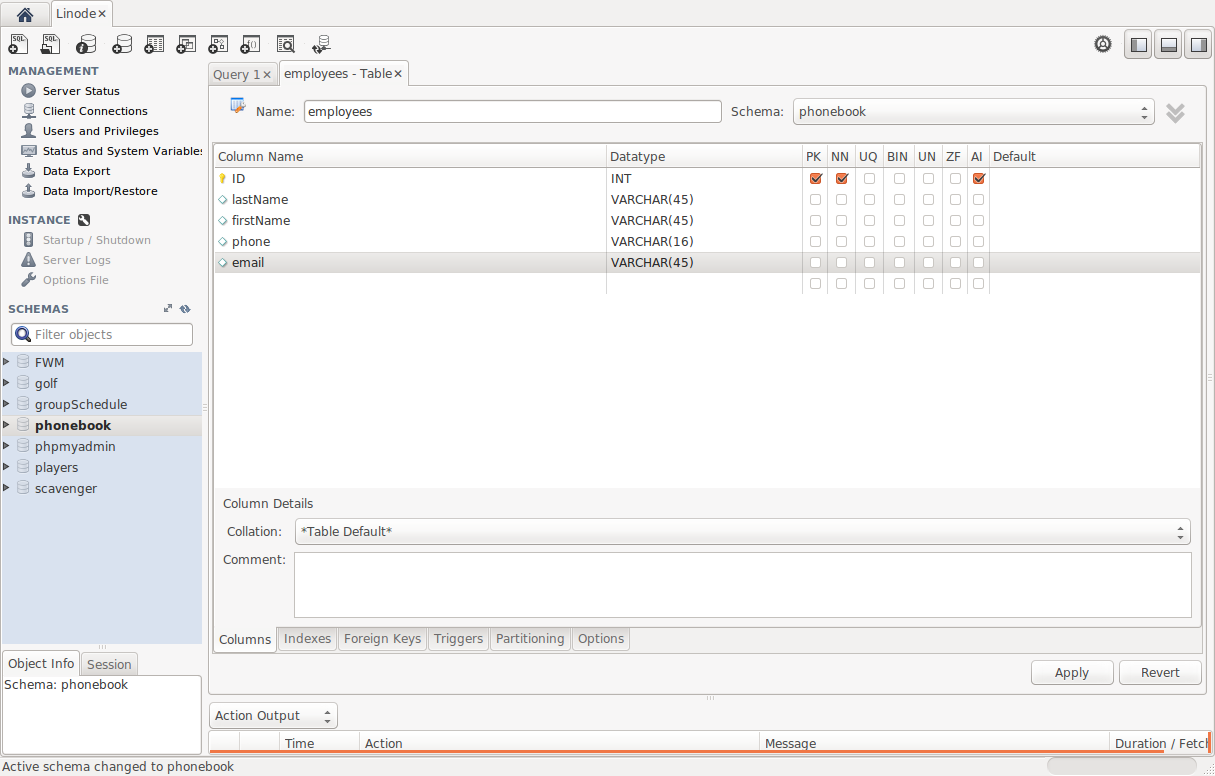 Linode×
MANAGEMENT
Server Status
Client Connections
Users and Privileges
Status and System Variables
Data Export
Data Import/Restore
INSTANCE
Startup / Shutdown
Server Logs
Options File
SCHEMAS
Filter objects
FWM
golf
groupSchedule
phonebook
phpmyadmin
players
scavenger
Object Info Session
Schema: phonebook
Query 1× employees - Table×
Name: employees Schema: phonebook
Column Name Datatype PK NN UQ BIN UN ZF AI Default
ID INT
lastName VARCHAR(45)
firstName VARCHAR(45)
phone VARCHAR(16)
email VARCHAR(45)
Column Details
Collation: *Table Default*
Comment:
Columns Indexes Foreign Keys Triggers Partitioning Options
Apply Revert
Action Output
Time Action Message Duration / Fetch
Active schema changed to phonebook